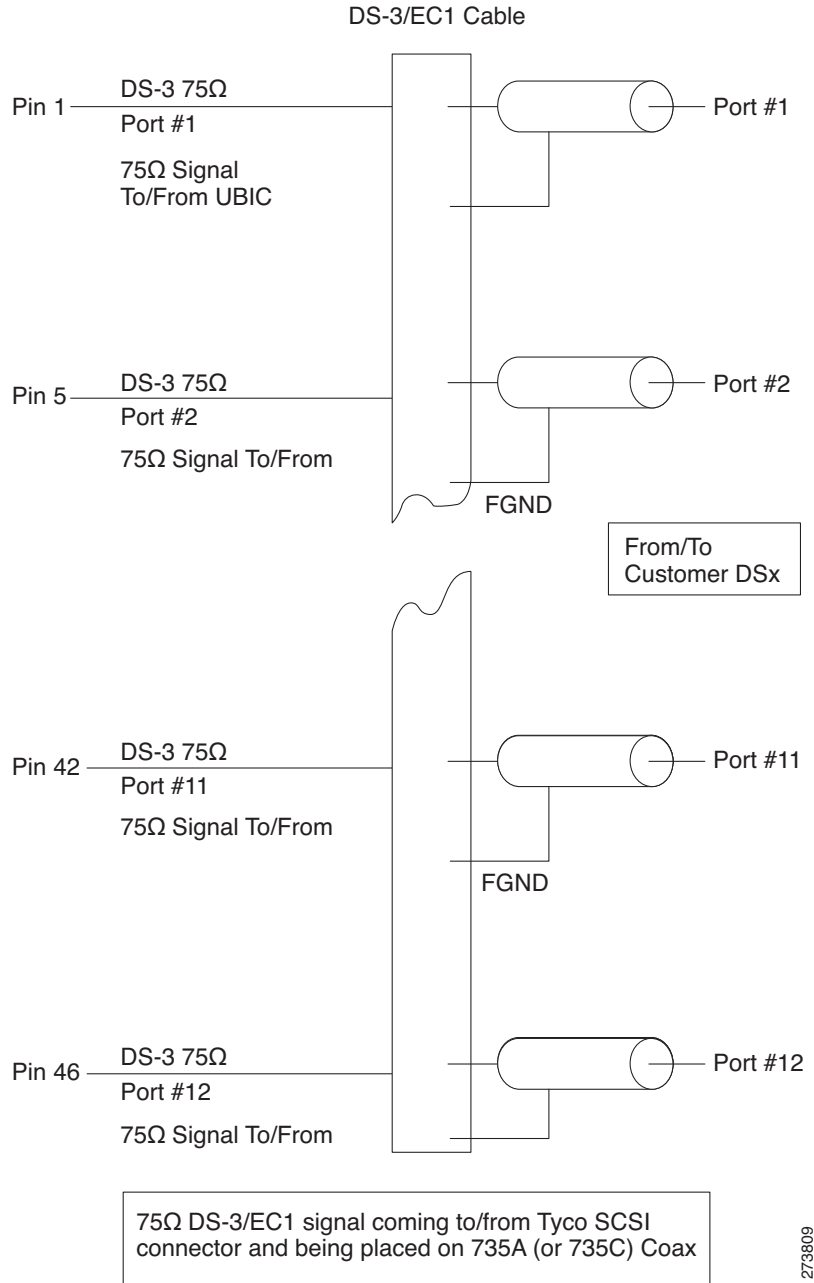 DS-3/EC1 Cable
Pin 1
DS-3 75Ω
Port #1
75Ω Signal
To/From UBIC
Port #1
Pin 5
DS-3 75Ω
Port #2
75Ω Signal To/From
Port #2
FGND
From/To
Customer DSx
Pin 42
DS-3 75Ω
Port #11
75Ω Signal To/From
Port #11
FGND
Pin 46
DS-3 75Ω
Port #12
75Ω Signal To/From
Port #12
75Ω DS-3/EC1 signal coming to/from Tyco SCSI
connector and being placed on 735A (or 735C) Coax
273809